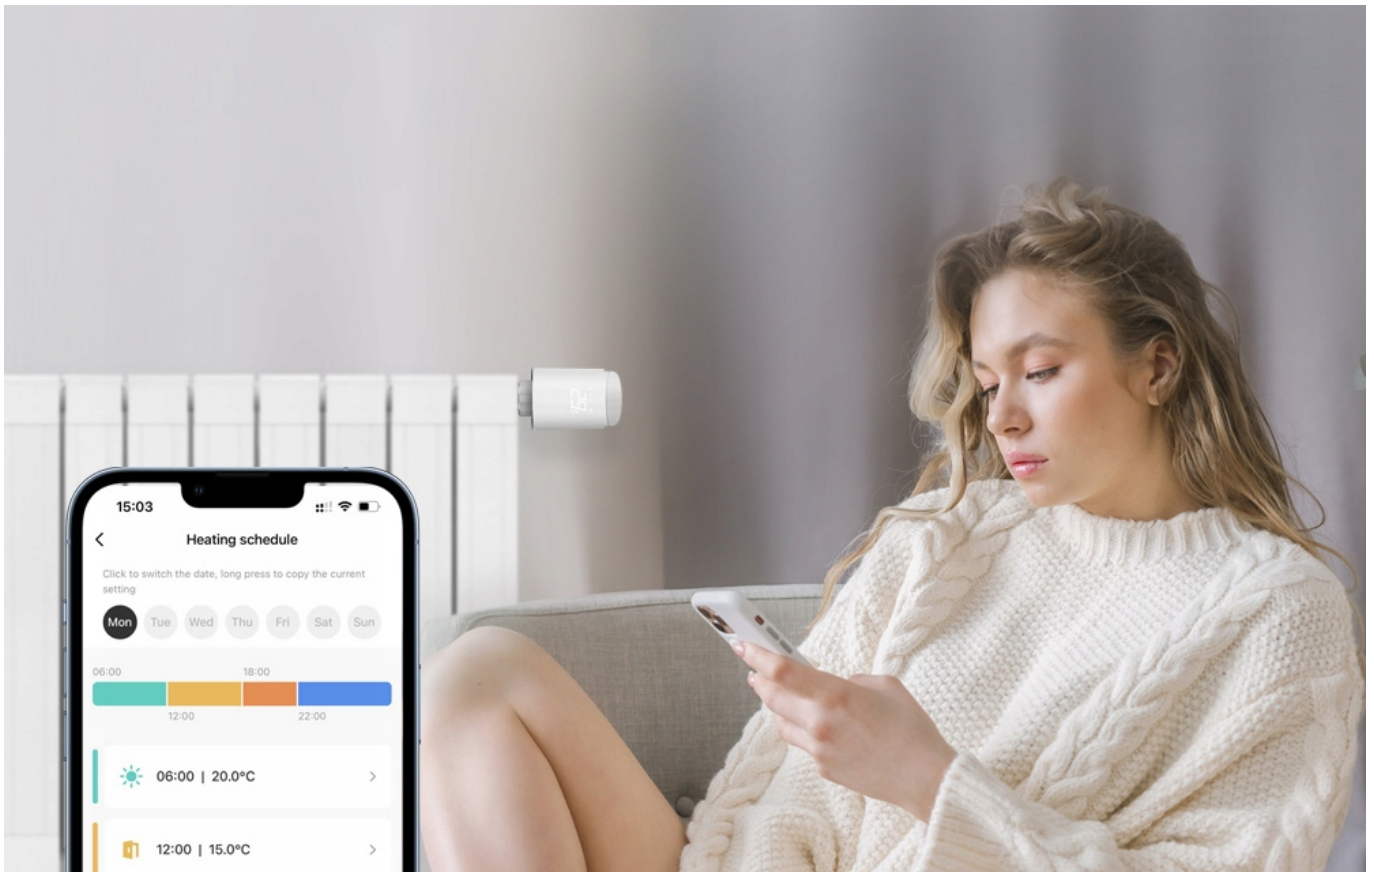 15:03
Heating schedule
Click to switch the date, long press to copy the current
setting
Mon Tue Wed Thu Fri Sat Sun
06:00 18:00
12:00 22:00
06:00 | 20.0°C
12:00 | 15.0°C